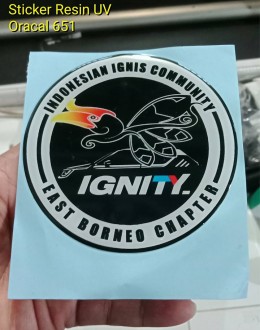 Sticker Resin UV
Oracal 651
INDONESIAN IGNIS COMMUNITY
IGNITY.
EAST BORNEO CHAPTER